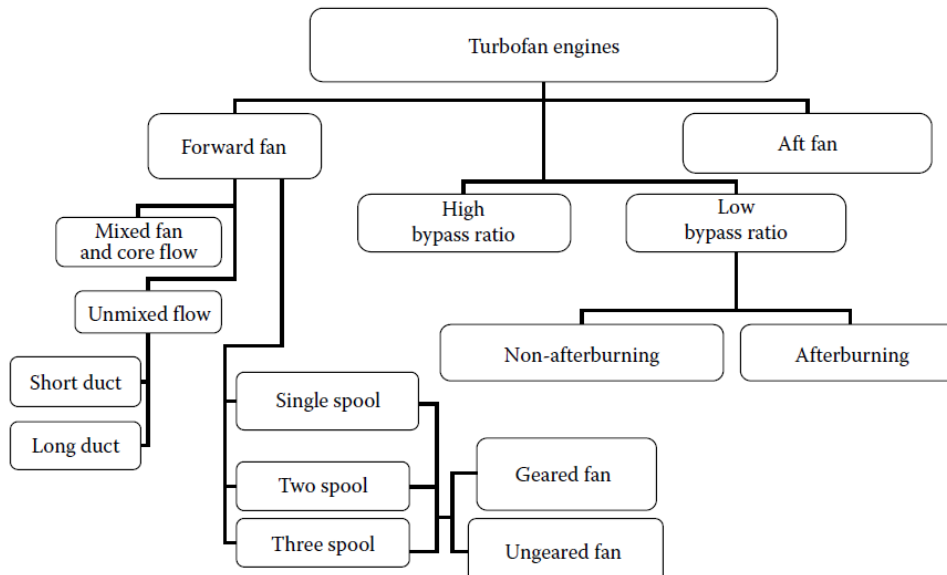 Turbofan engines
Forward fan
Aft fan
High
bypass ratio
Low
bypass ratio
Mixed fan
and core flow
Unmixed flow
Non-afterburning
Afterburning
Short duct
Long duct
Single spool
Two spool
Three spool
Geared fan
Ungeared fan